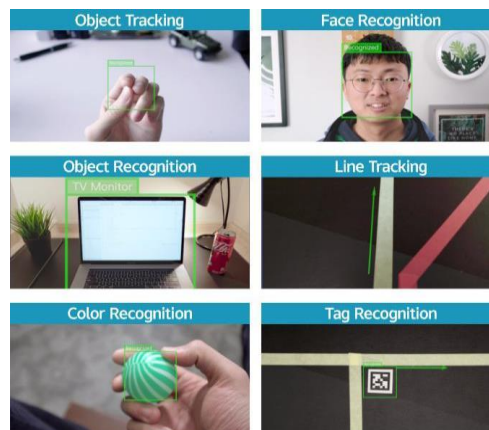 Object Tracking
Face Recognition
Recognized
Object Recognition
TV Monitor
Line Tracking
Color Recognition
Tag Recognition